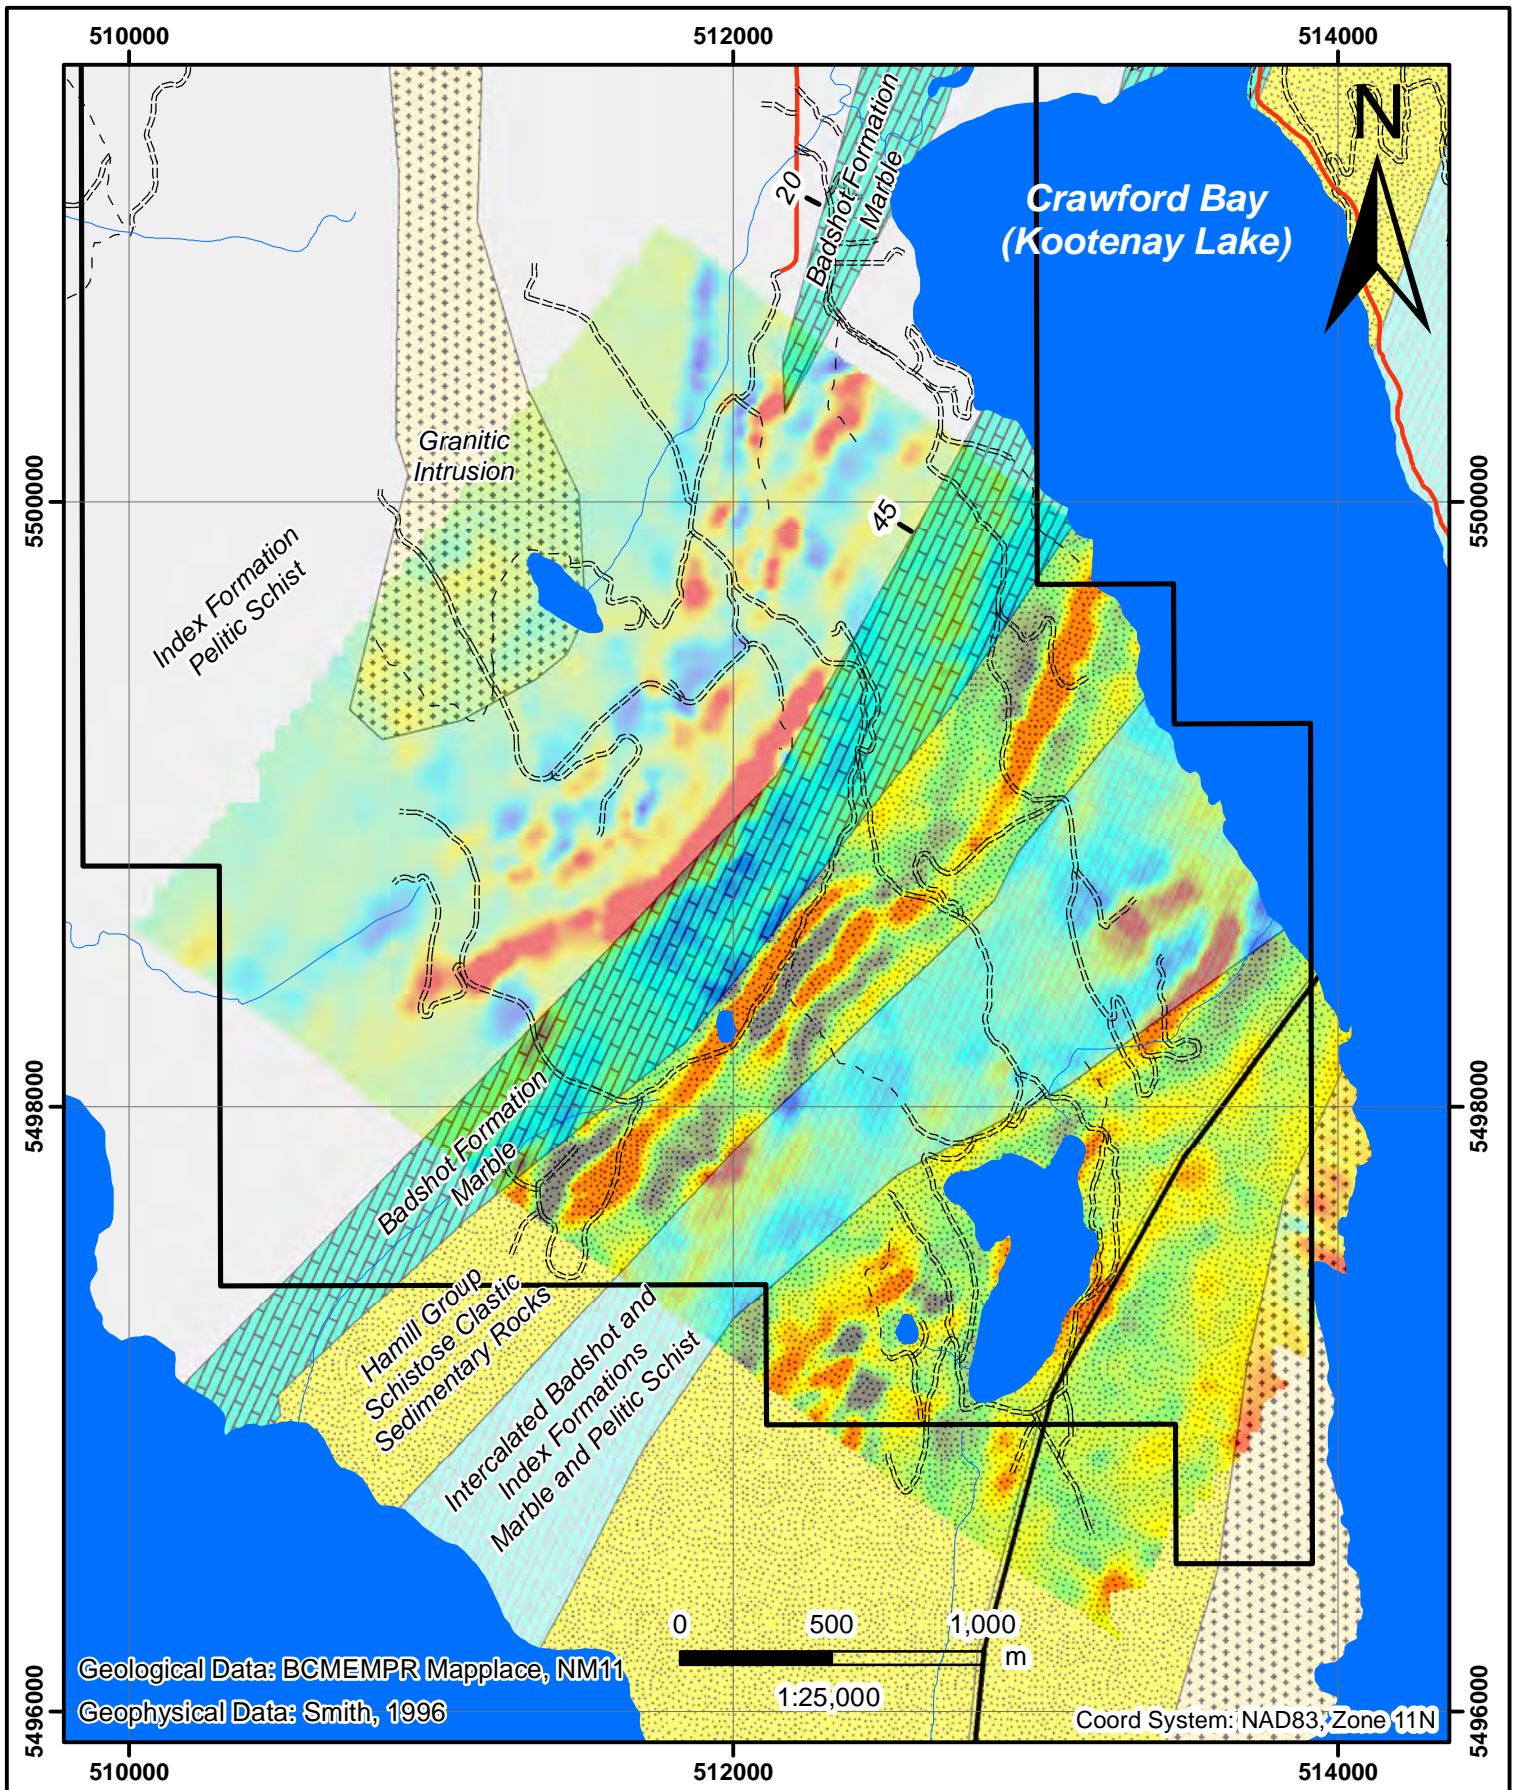 510000
512000
514000
N
Crawford Bay
(Kootenay Lake)
Badshot Formation
Marble
20
Granitic
Intrusion
45
Index Formation
Pelitic Schist
5500000
5500000
5498000
5498000
Badshot Formation
Marble
Hamill Group
Schistose Clastic
Sedimentary Rocks
Intercalated Badshot and
Index Formations
Marble and Pelitic Schist
0
500
1,000
m
1:25,000
Geological Data: BCMEMPR Mapplace, NM11
Geophysical Data: Smith, 1996
Coord System: NAD83, Zone 11N
5496000
5496000
510000
512000
514000